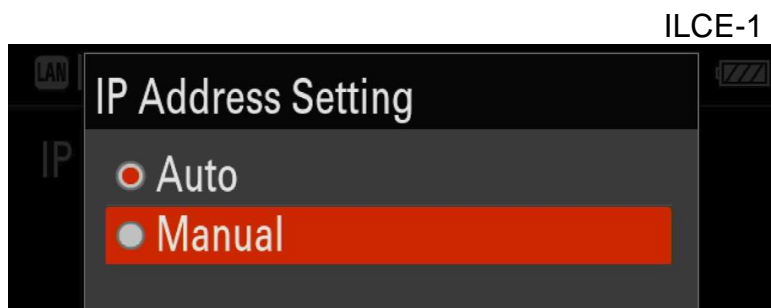 ILCE-1
LAN
IP Address Setting
IP
Auto
Manual